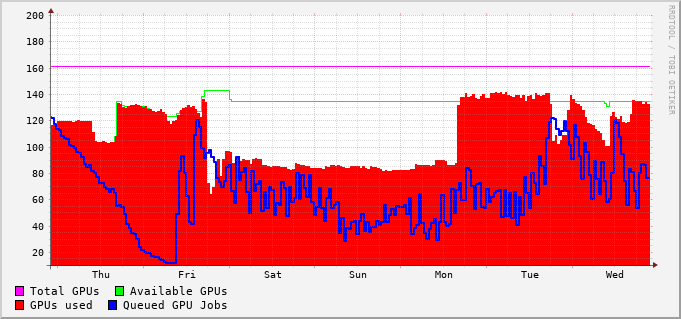 200
180
160
140
120
100
80
60
40
20
Thu Fri Sat Sun Mon Tue Wed
Total GPUs Available GPUs
GPUs used Queued GPU Jobs
RRDTOOL / TOBI OETIKER